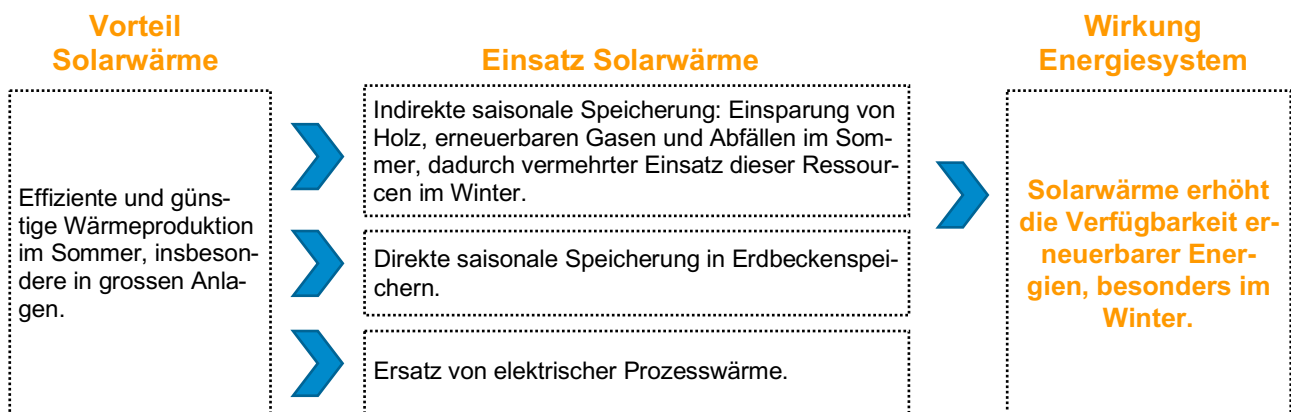 Vorteil
Solarwärme
Einsatz Solarwärme
Wirkung
Energiesystem
Effiziente und güns-
tige Wärmeproduktion
im Sommer, insbeson-
dere in grossen Anla-
gen.
Indirekte saisonale Speicherung: Einsparung von
Holz, erneuerbaren Gasen und Abfällen im Som-
mer, dadurch vermehrter Einsatz dieser Ressour-
cen im Winter.
Direkte saisonale Speicherung in Erdbeckenspei-
chern.
Ersatz von elektrischer Prozesswärme.
Solarwärme erhöht
die Verfügbarkeit er-
neuerbarer Ener-
gien, besonders im
Winter.